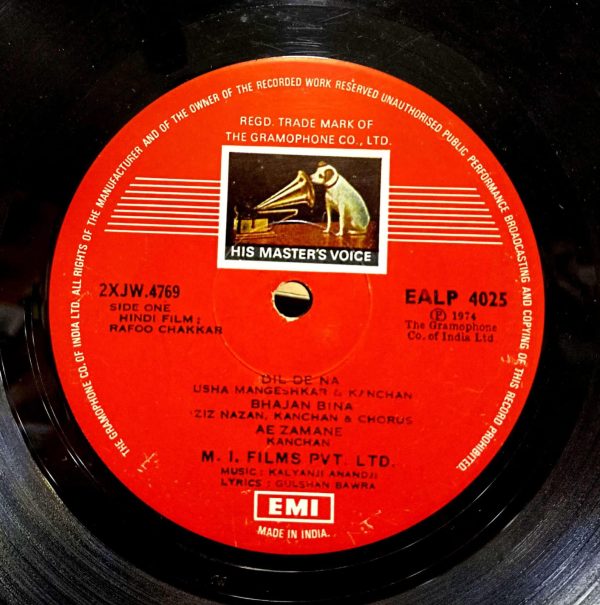 THE GRAMOPHONE CO. OF INDIA LTD. ALL RIGHTS OF THE MANUFACTURER AND OF THE OWNER OF THE RECORDED WORK RESERVED UNAUTHORISED PUBLIC PERFORMANCE BROADCASTING AND COPYING OF THIS RECORD PROHIBITED.
REGD. TRADE MARK OF
THE GRAMOPHONE CO., LTD.
HIS MASTER'S VOICE
2XJW.4769
SIDE ONE
HINDI FILM;
RAFOO CHAKKAR
EALP 4025
Ⓟ 1974
The Gramophone
Co. of India Ltd.
DIL DE NA
USHA MANGESHKAR & KANCHAN
BHAJAN BINA
ZIZ NAZAN, KANCHAN & CHORUS
AE ZAMANE
KANCHAN
M. I. FILMS PVT. LTD.
MUSIC: KALYANJI ANANDJI
LYRICS: GULSHAN BAWRA
EMI
MADE IN INDIA.